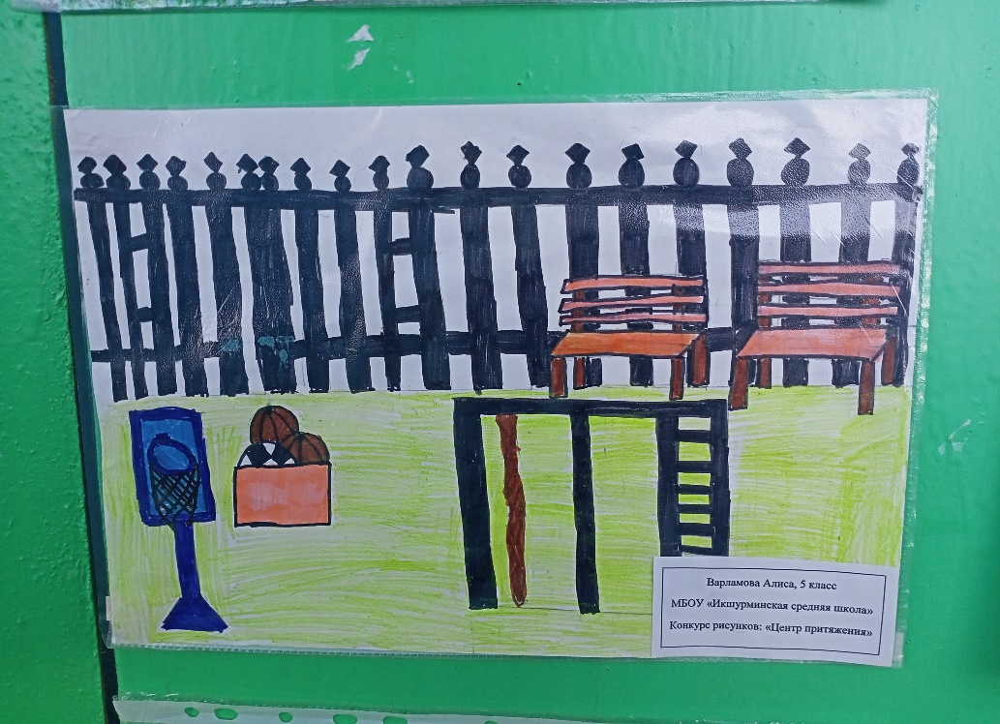 Варламова Алиса, 5 класс
МБОУ «Икшурминская средняя школа»
Конкурс рисунков: «Центр притяжения»